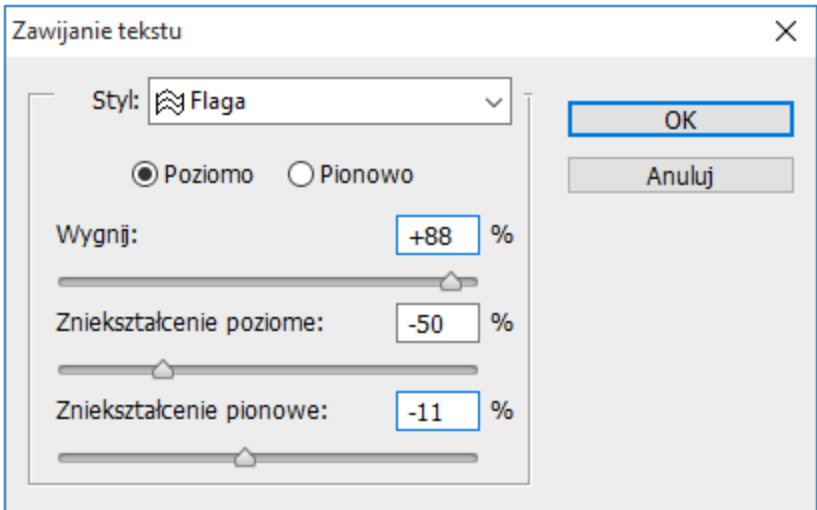 Zawijanie tekstu
Styl: Flaga
Poziomo Pionowo
OK
Anuluj
Wygnij: +88 %
Zniekształcenie poziome: -50 %
Zniekształcenie pionowe: -11 %